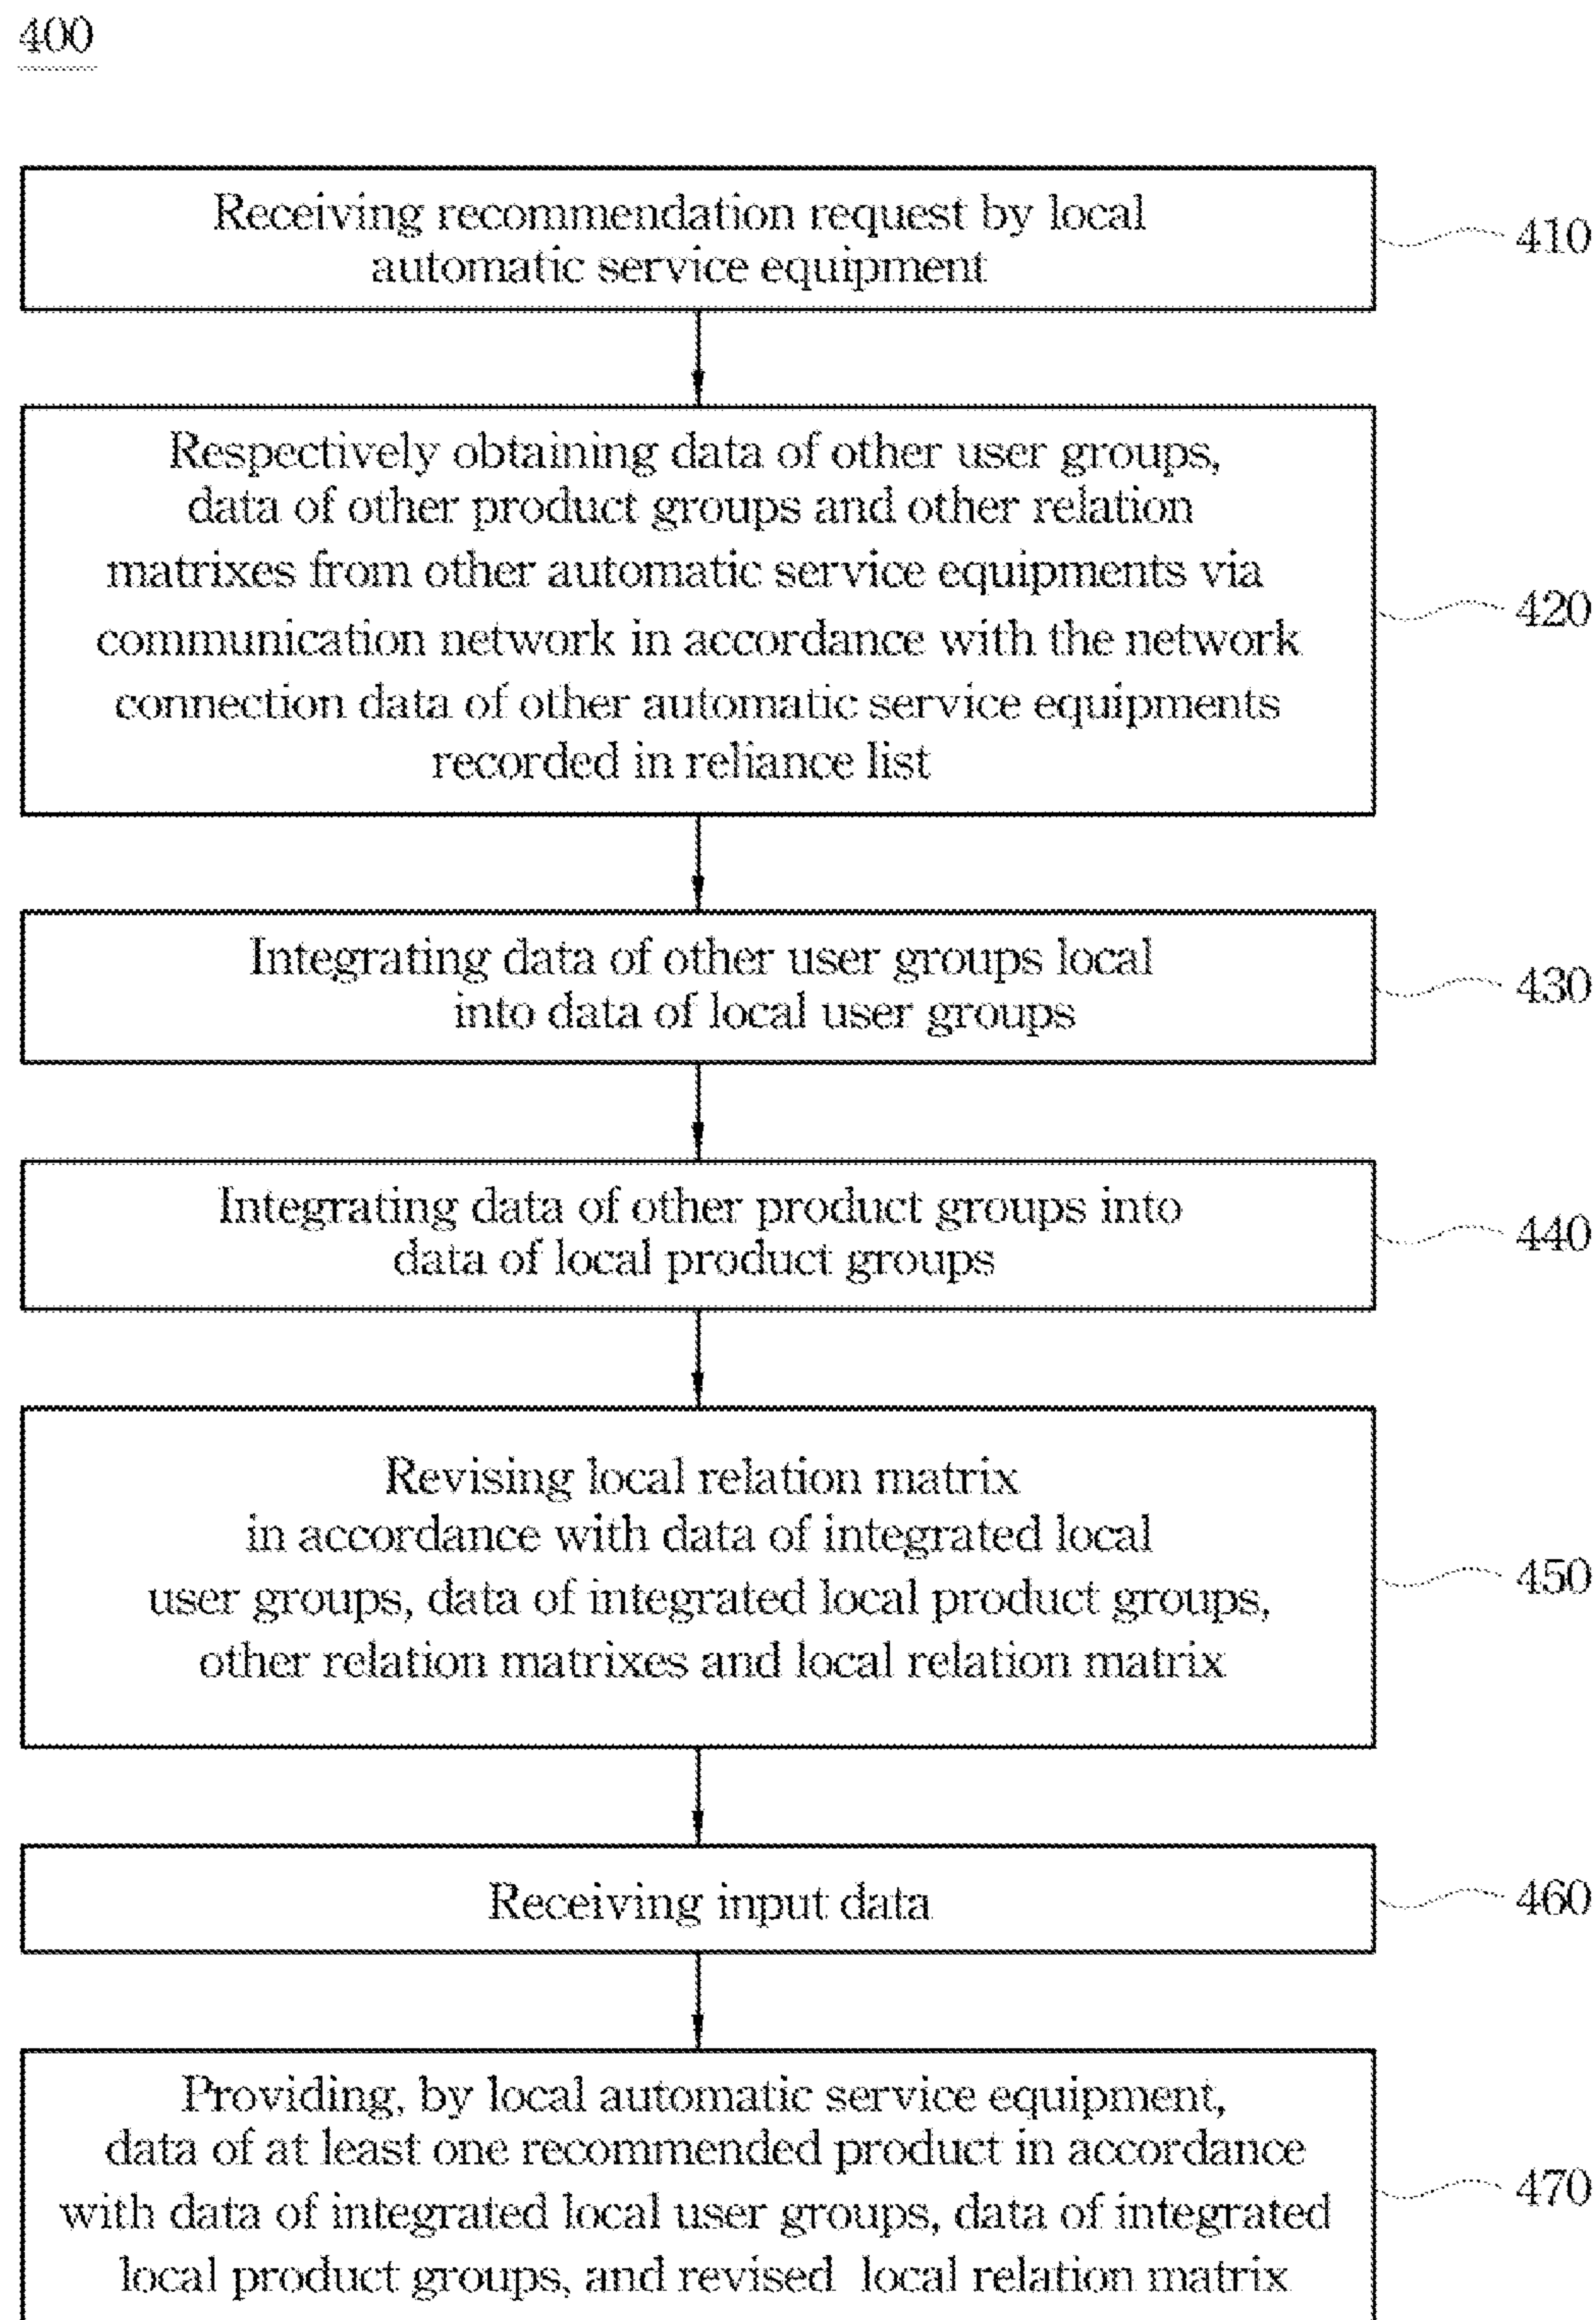 400
Receiving recommendation request by local
automatic service equipment
410
Respectively obtaining data of other user groups,
data of other product groups and other relation
matrixes from other automatic service equipments via
communication network in accordance with the network
connection data of other automatic service equipments
recorded in reliance list
420
Integrating data of other user groups local
into data of local user groups
430
Integrating data of other product groups into
data of local product groups
440
Revising local relation matrix
in accordance with data of integrated local
user groups, data of integrated local product groups,
other relation matrixes and local relation matrix
450
Receiving input data
460
Providing, by local automatic service equipment,
data of at least one recommended product in accordance
with data of integrated local user groups, data of integrated
local product groups, and revised local relation matrix
470